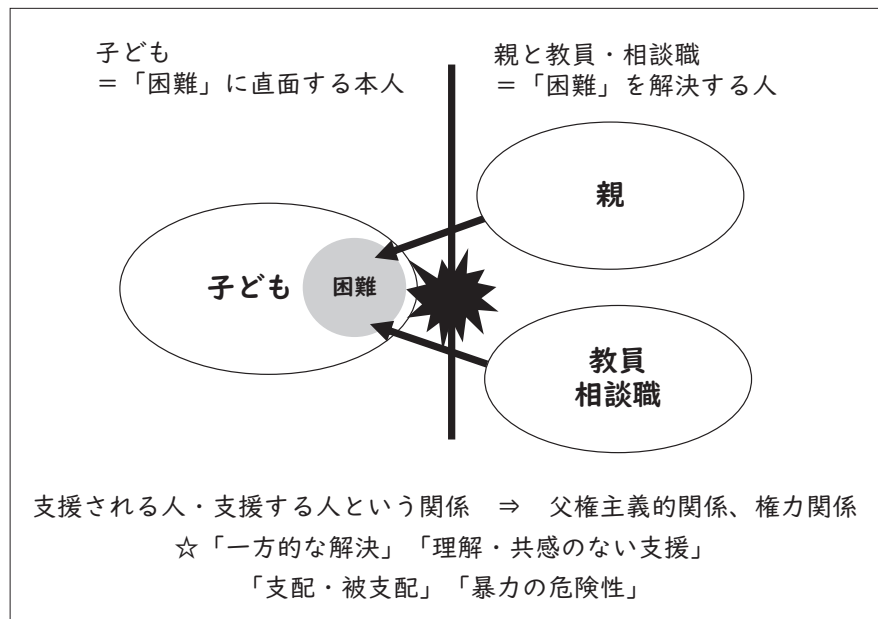 子ども
＝「困難」に直面する本人
親と教員・相談職
＝「困難」を解決する人
親
子ども
困難
教員
相談職
支援される人・支援する人という関係　⇒　父権主義的関係、権力関係
☆「一方的な解決」「理解・共感のない支援」
「支配・被支配」「暴力の危険性」